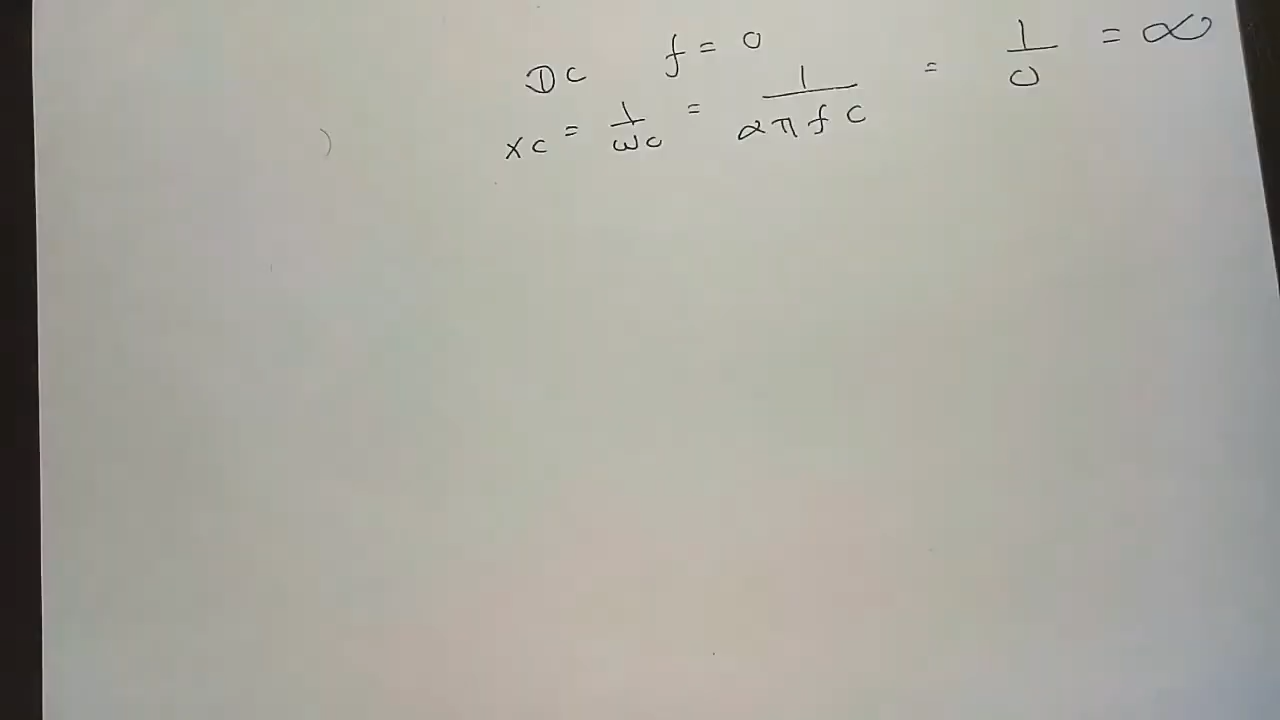 DC f = 0
XC = 1/ωC = 1/2πfC = 1/0 = ∞